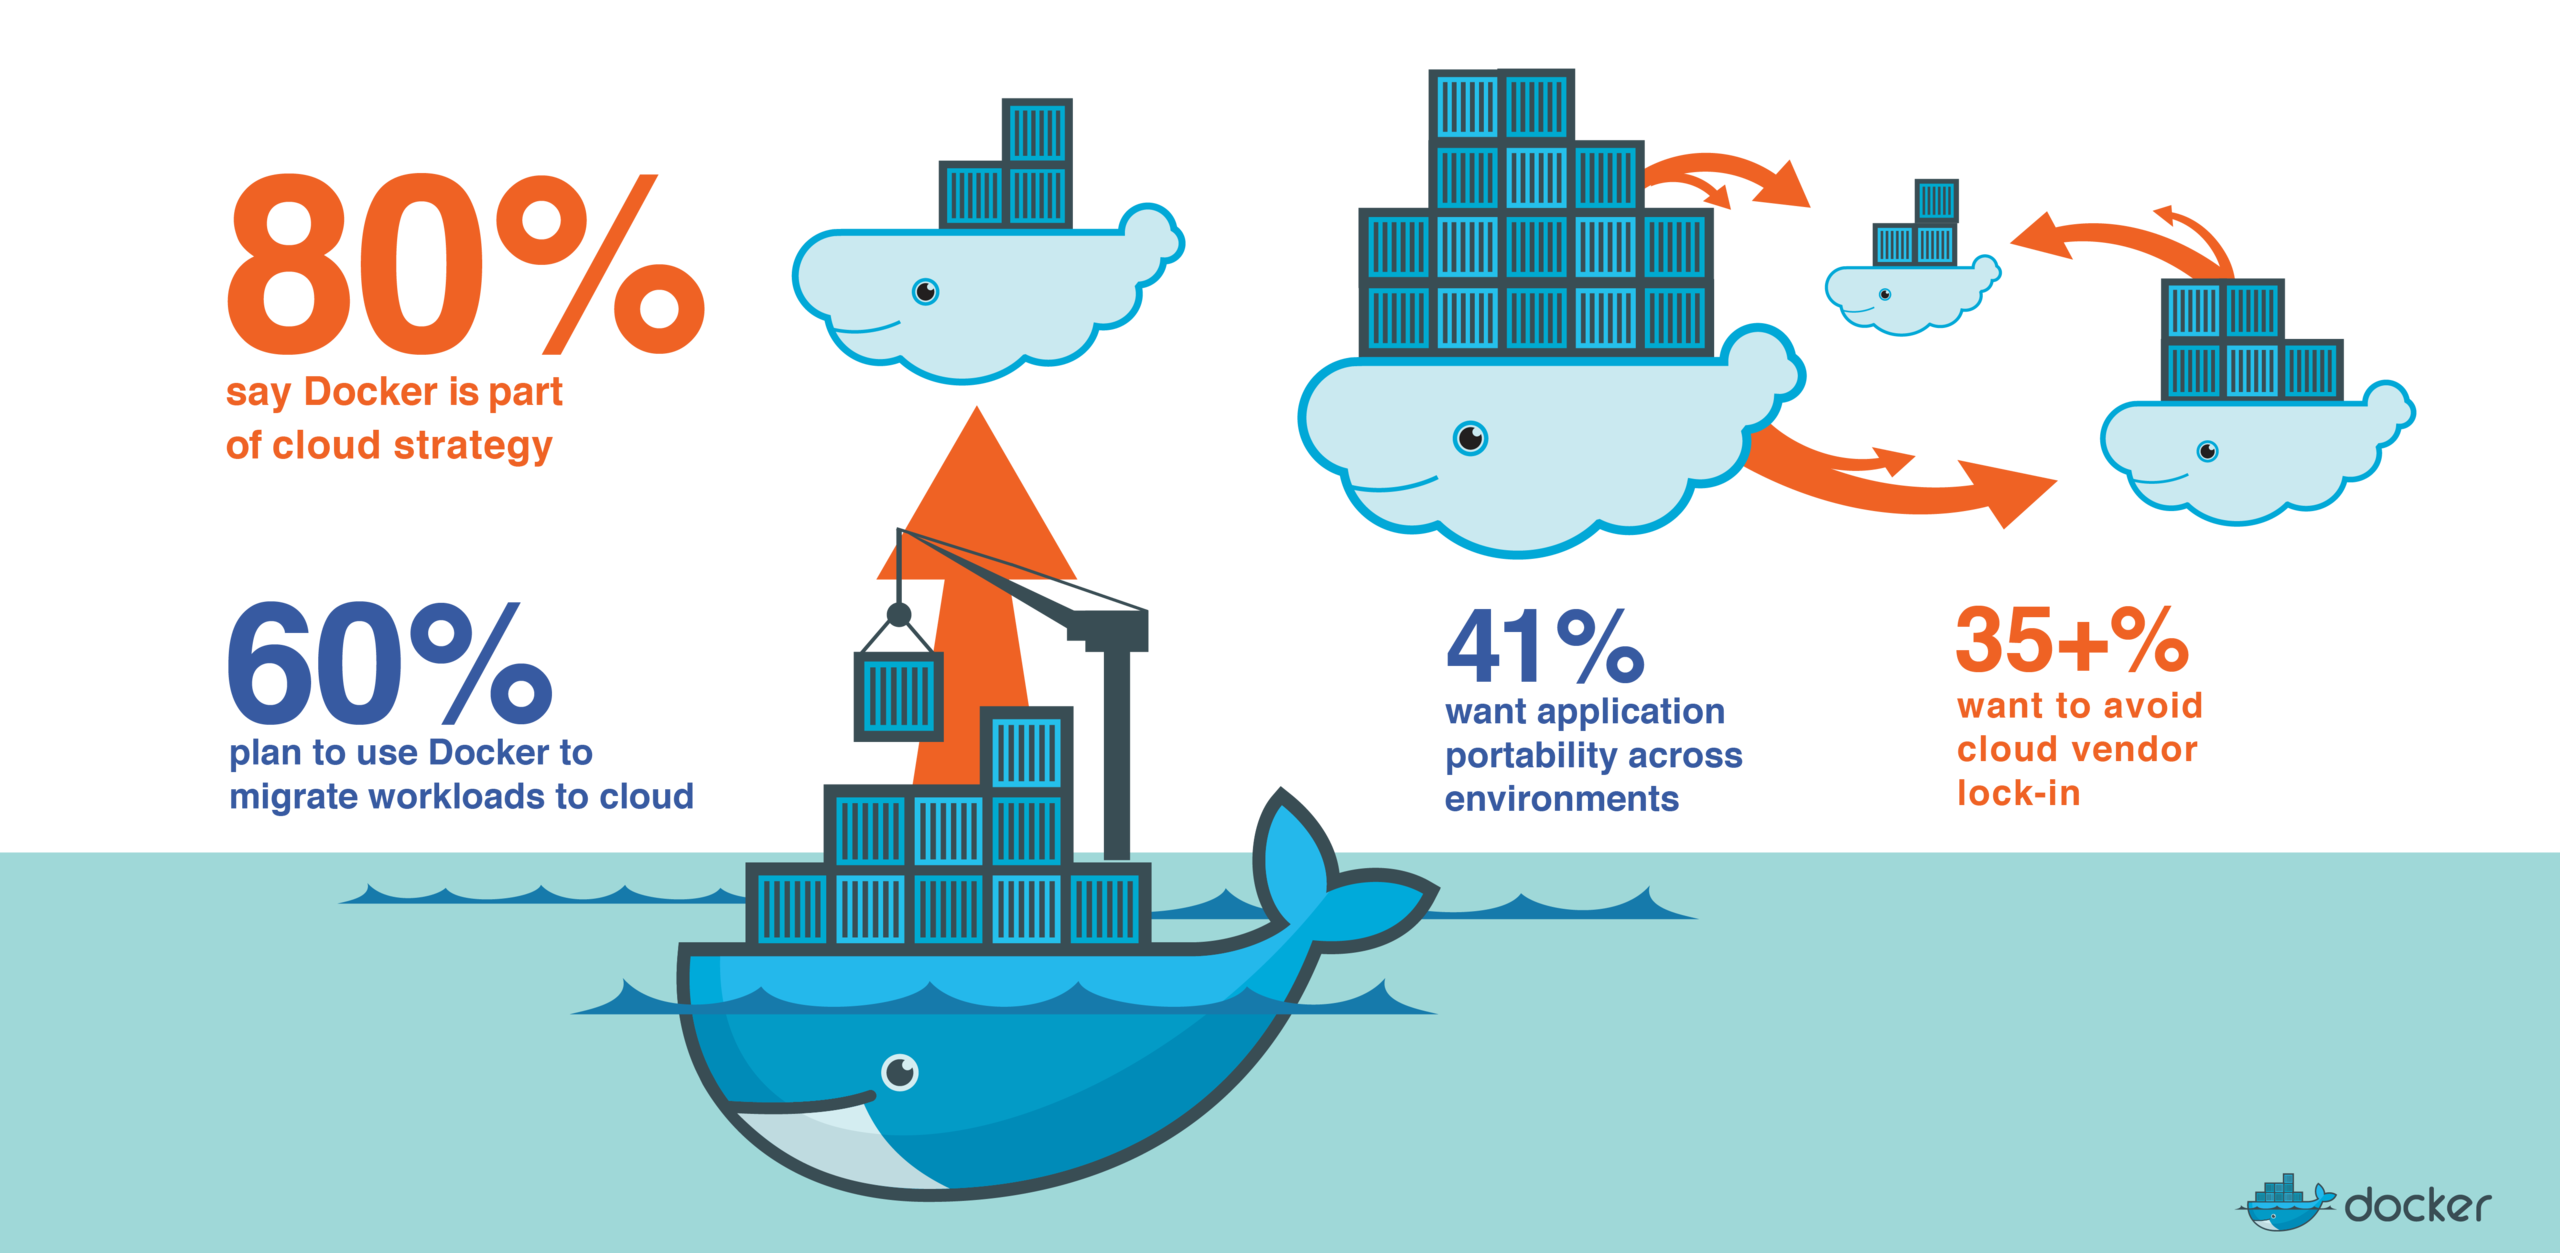 80%
say Docker is part
of cloud strategy
60%
plan to use Docker to
migrate workloads to cloud
41%
want application
portability across
environments
35+%
want to avoid
cloud vendor
lock-in
docker